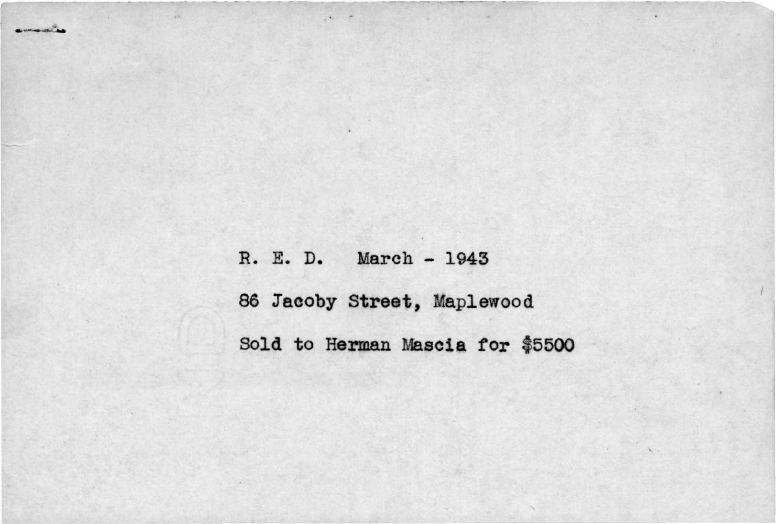 R. E. D. March - 1943
86 Jacoby Street, Maplewood
Sold to Herman Mascia for $5500